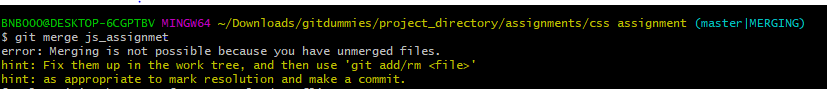 BNBOOO@DESKTOP-6CGPTBV MINGW64 ~/Downloads/gitdummies/project_directory/assignments/css assignment (master|MERGING)
$ git merge js_assignmet
error: Merging is not possible because you have unmerged files.
hint: Fix them up in the work tree, and then use 'git add/rm <file>'
hint: as appropriate to mark resolution and make a commit.